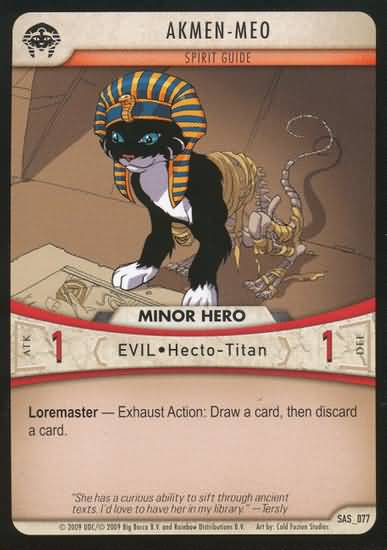 AKMEN-MEO
SPIRIT GUIDE
MINOR HERO
ATK 1 EVIL•Hecto-Titan 1 DEF
Loremaster — Exhaust Action: Draw a card, then discard
a card.
"She has a curious ability to sift through ancient
texts. I'd love to have her in my library." —Tersly
SAS_077
© 2009 UDC/© 2009 Big Bocca B.V. and Rainbow Distributions B.V. Art by: Cold Fusion Studios